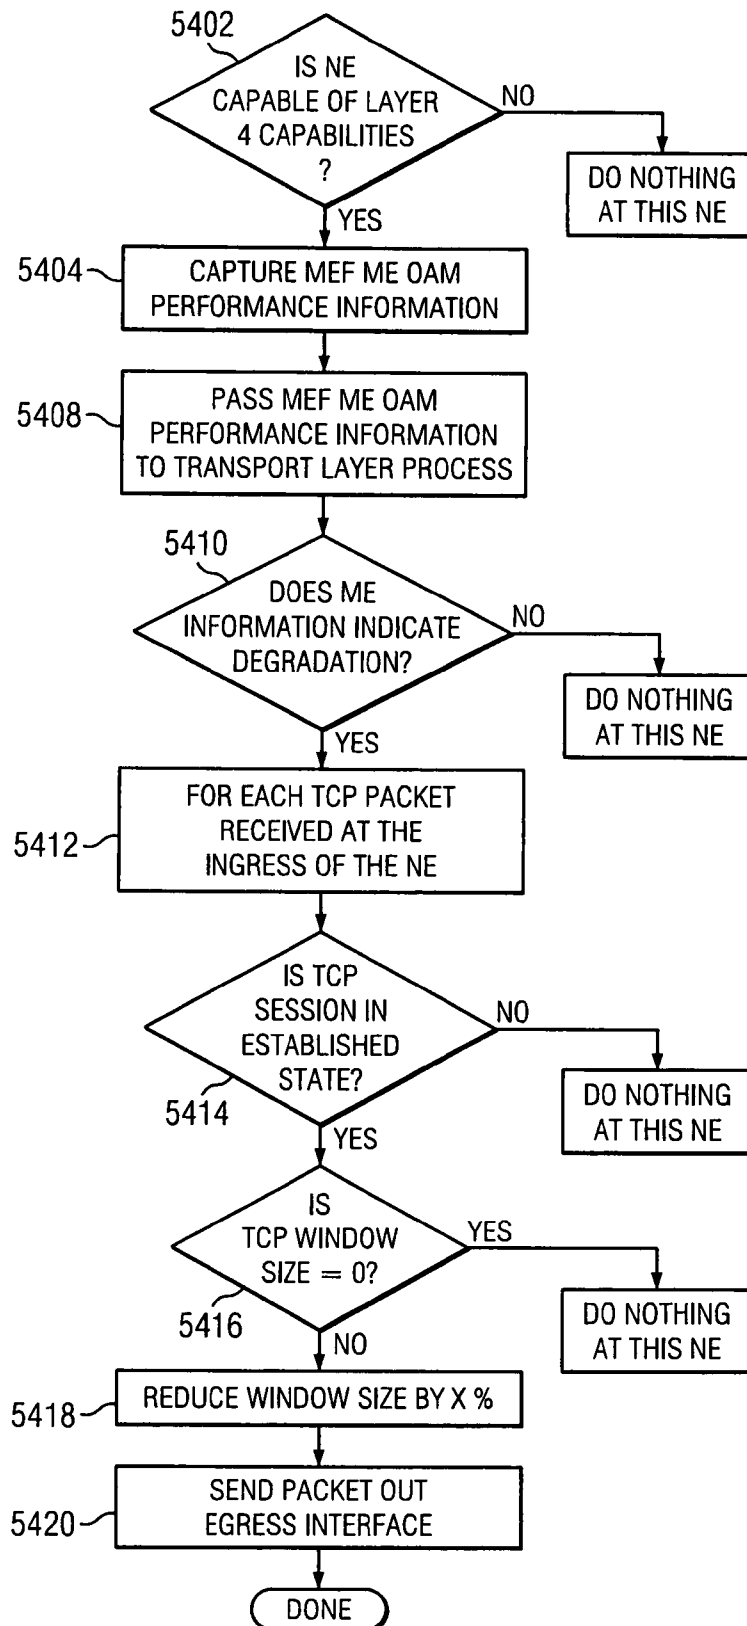 5402
IS NE
CAPABLE OF LAYER
4 CAPABILITIES
?
NO
DO NOTHING
AT THIS NE
YES
5404
CAPTURE MEF ME OAM
PERFORMANCE INFORMATION
5408
PASS MEF ME OAM
PERFORMANCE INFORMATION
TO TRANSPORT LAYER PROCESS
5410
DOES ME
INFORMATION INDICATE
DEGRADATION?
NO
DO NOTHING
AT THIS NE
YES
5412
FOR EACH TCP PACKET
RECEIVED AT THE
INGRESS OF THE NE
IS TCP
SESSION IN
ESTABLISHED
STATE?
5414
NO
DO NOTHING
AT THIS NE
YES
IS
TCP WINDOW
SIZE = 0?
5416
YES
DO NOTHING
AT THIS NE
NO
5418
REDUCE WINDOW SIZE BY X %
5420
SEND PACKET OUT
EGRESS INTERFACE
DONE